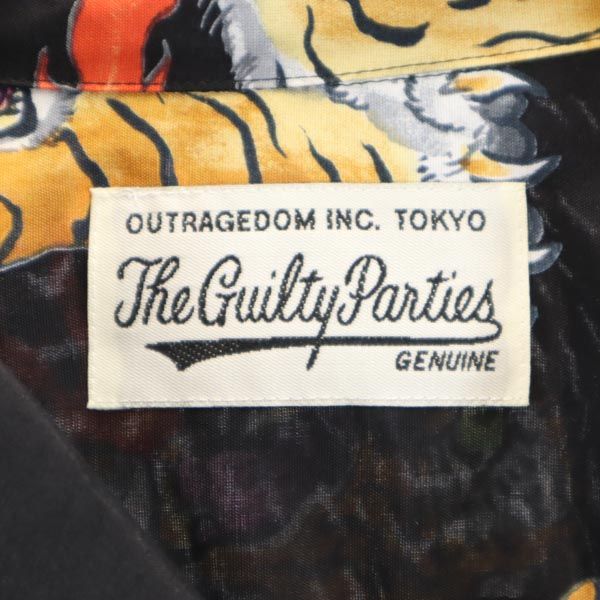 OUTRAGEDOM INC. TOKYO
The Guilty Parties
GENUINE